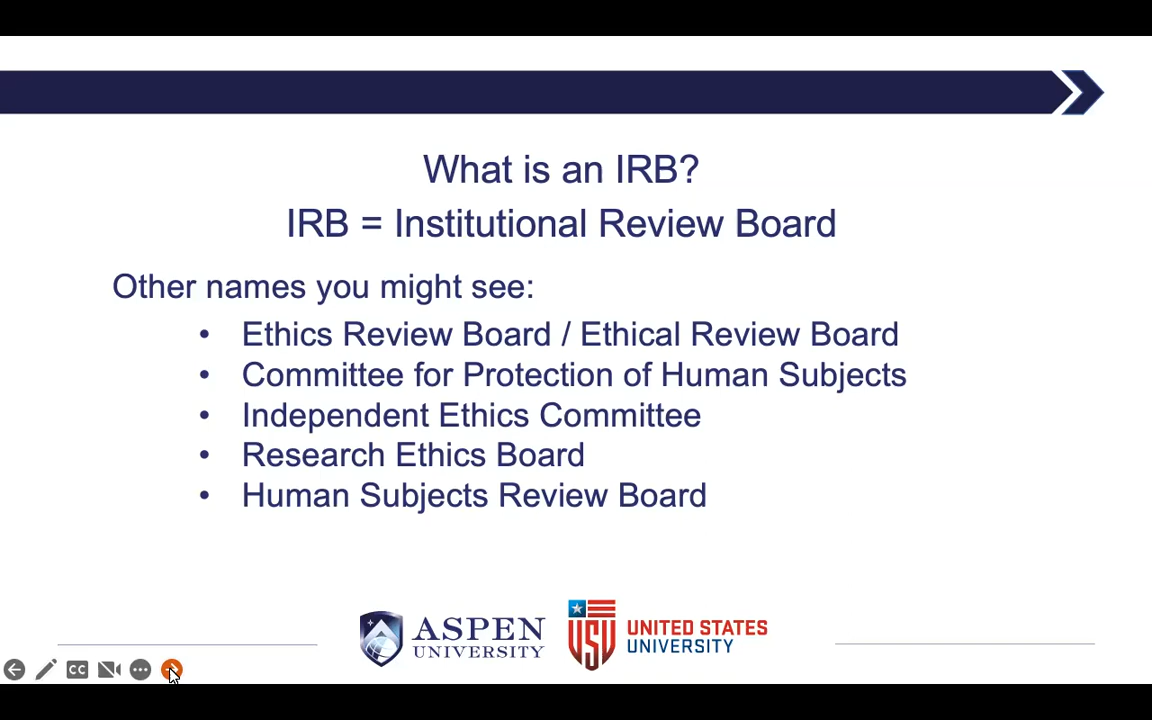 What is an IRB?
IRB = Institutional Review Board
Other names you might see:
• Ethics Review Board / Ethical Review Board
• Committee for Protection of Human Subjects
• Independent Ethics Committee
• Research Ethics Board
• Human Subjects Review Board
ASPEN
UNIVERSITY
USU
UNITED STATES
UNIVERSITY
CC